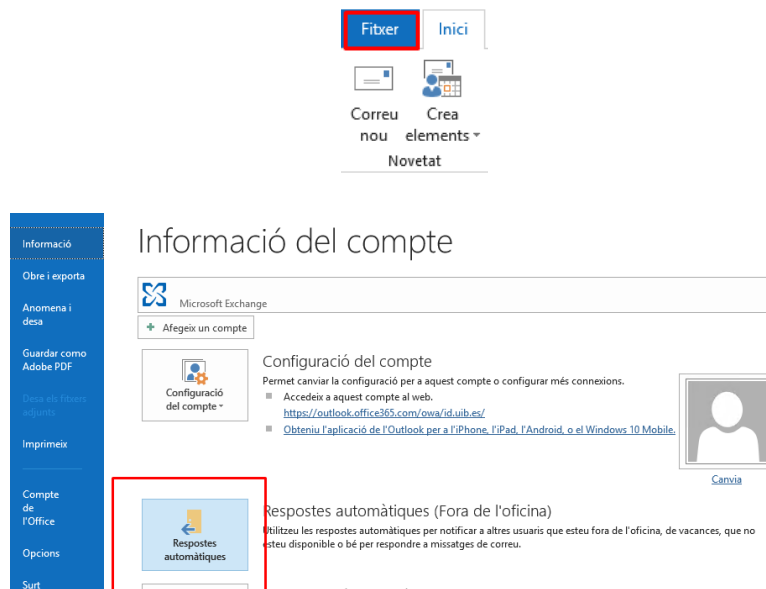 Fitxer Inici
Correu Crea
nou elements
Novetat
Informació
Informació del compte
Obre i exporta
Microsoft Exchange
Anomena i
desa
Afegeix un compte
Guardar como
Adobe PDF
Configuració
del compte
Configuració del compte
Permet canviar la configuració per a aquest compte o configurar més connexions.
Accedeix a aquest compte al web.
https://outlook.office365.com/owa/id.uib.es/
Obteniu l'aplicació de l'Outlook per a l'iPhone, l'iPad, l'Android, o el Windows 10 Mobile.
Canvia
Desa els fitxers
adjunts
Imprimeix
Compte
de
l'Office
Opcions
Surt
Respostes
automàtiques
Respostes automàtiques (Fora de l'oficina)
Utilitzeu les respostes automàtiques per notificar a altres usuaris que esteu fora de l'oficina, de vacances, que no
esteu disponible o bé per respondre a missatges de correu.